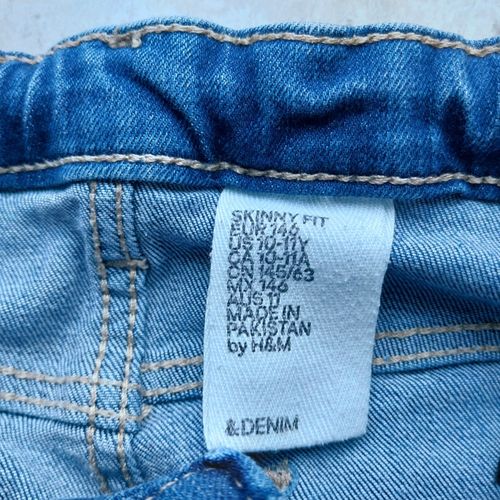 SKINNY FIT
EUR 146
US 10-11Y
CA 10-11A
CN 145/63
MX 146
AUS 11
MADE IN
PAKISTAN
by H&M
&DENIM